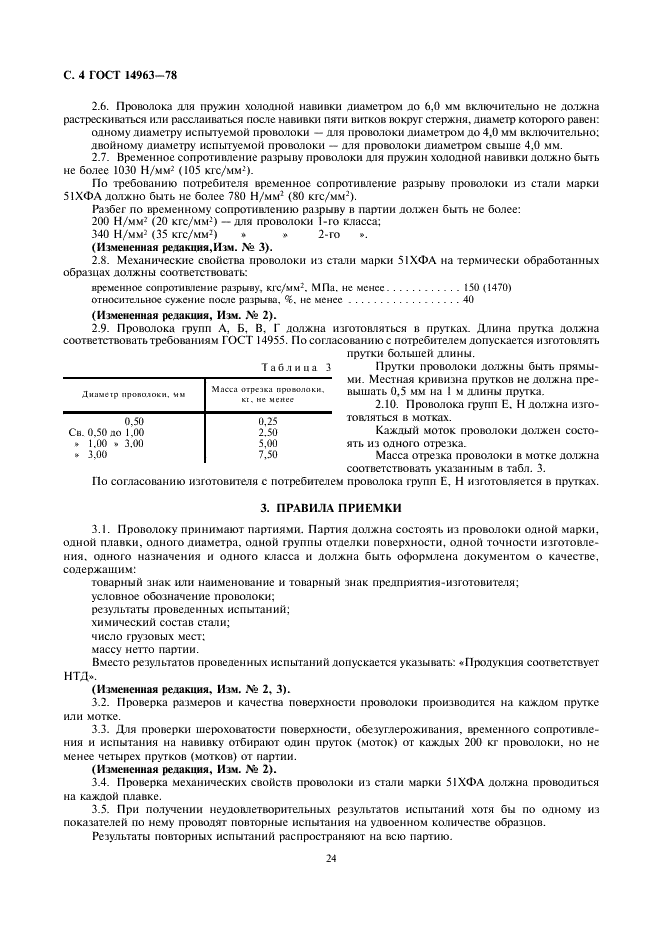 С. 4 ГОСТ 14963—78
2.6. Проволока для пружин холодной навивки диаметром до 6,0 мм включительно не должна
растрескиваться или расслаиваться после навивки пяти витков вокруг стержня, диаметр которого равен:
одному диаметру испытуемой проволоки — для проволоки диаметром до 4,0 мм включительно;
двойному диаметру испытуемой проволоки — для проволоки диаметром свыше 4,0 мм.
2.7. Временное сопротивление разрыву проволоки для пружин холодной навивки должно быть
не более 1030 Н/мм² (105 кгс/мм²).
По требованию потребителя временное сопротивление разрыву проволоки из стали марки
51ХФА должно быть не более 780 Н/мм² (80 кгс/мм²).
Разбег по временному сопротивлению разрыву в партии должен быть не более:
200 Н/мм² (20 кгс/мм²) — для проволоки 1-го класса;
340 Н/мм² (35 кгс/мм²) » » 2-го ».
(Измененная редакция,Изм. № 3).
2.8. Механические свойства проволоки из стали марки 51ХФА на термически обработанных
образцах должны соответствовать:
временное сопротивление разрыву, кгс/мм², МПа, не менее . . . . . . . . . . . . 150 (1470)
относительное сужение после разрыва, %, не менее . . . . . . . . . . . . . . . . . . 40
(Измененная редакция, Изм. № 2).
2.9. Проволока групп А, Б, В, Г должна изготовляться в прутках. Длина прутка должна
соответствовать требованиям ГОСТ 14955. По согласованию с потребителем допускается изготовлять
прутки большей длины.
Прутки проволоки должны быть прямы-
ми. Местная кривизна прутков не должна пре-
вышать 0,5 мм на 1 м длины прутка.
2.10. Проволока групп Е, Н должна изго-
товляться в мотках.
Каждый моток проволоки должен состо-
ять из одного отрезка.
Масса отрезка проволоки в мотке должна
соответствовать указанным в табл. 3.
Таблица 3
Диаметр проволоки, мм
Масса отрезка проволоки,
кг, не менее
0,50 0,25
Св. 0,50 до 1,00 2,50
» 1,00 » 3,00 5,00
» 3,00 7,50
По согласованию изготовителя с потребителем проволока групп Е, Н изготовляется в прутках.
3. ПРАВИЛА ПРИЕМКИ
3.1. Проволоку принимают партиями. Партия должна состоять из проволоки одной марки,
одной плавки, одного диаметра, одной группы отделки поверхности, одной точности изготовле-
ния, одного назначения и одного класса и должна быть оформлена документом о качестве,
содержащим:
товарный знак или наименование и товарный знак предприятия-изготовителя;
условное обозначение проволоки;
результаты проведенных испытаний;
химический состав стали;
число грузовых мест;
массу нетто партии.
Вместо результатов проведенных испытаний допускается указывать: «Продукция соответствует
НТД».
(Измененная редакция, Изм. № 2, 3).
3.2. Проверка размеров и качества поверхности проволоки производится на каждом прутке
или мотке.
3.3. Для проверки шероховатости поверхности, обезуглероживания, временного сопротивле-
ния и испытания на навивку отбирают один пруток (моток) от каждых 200 кг проволоки, но не
менее четырех прутков (мотков) от партии.
(Измененная редакция, Изм. № 2).
3.4. Проверка механических свойств проволоки из стали марки 51ХФА должна проводиться
на каждой плавке.
3.5. При получении неудовлетворительных результатов испытаний хотя бы по одному из
показателей по нему проводят повторные испытания на удвоенном количестве образцов.
Результаты повторных испытаний распространяют на всю партию.
24